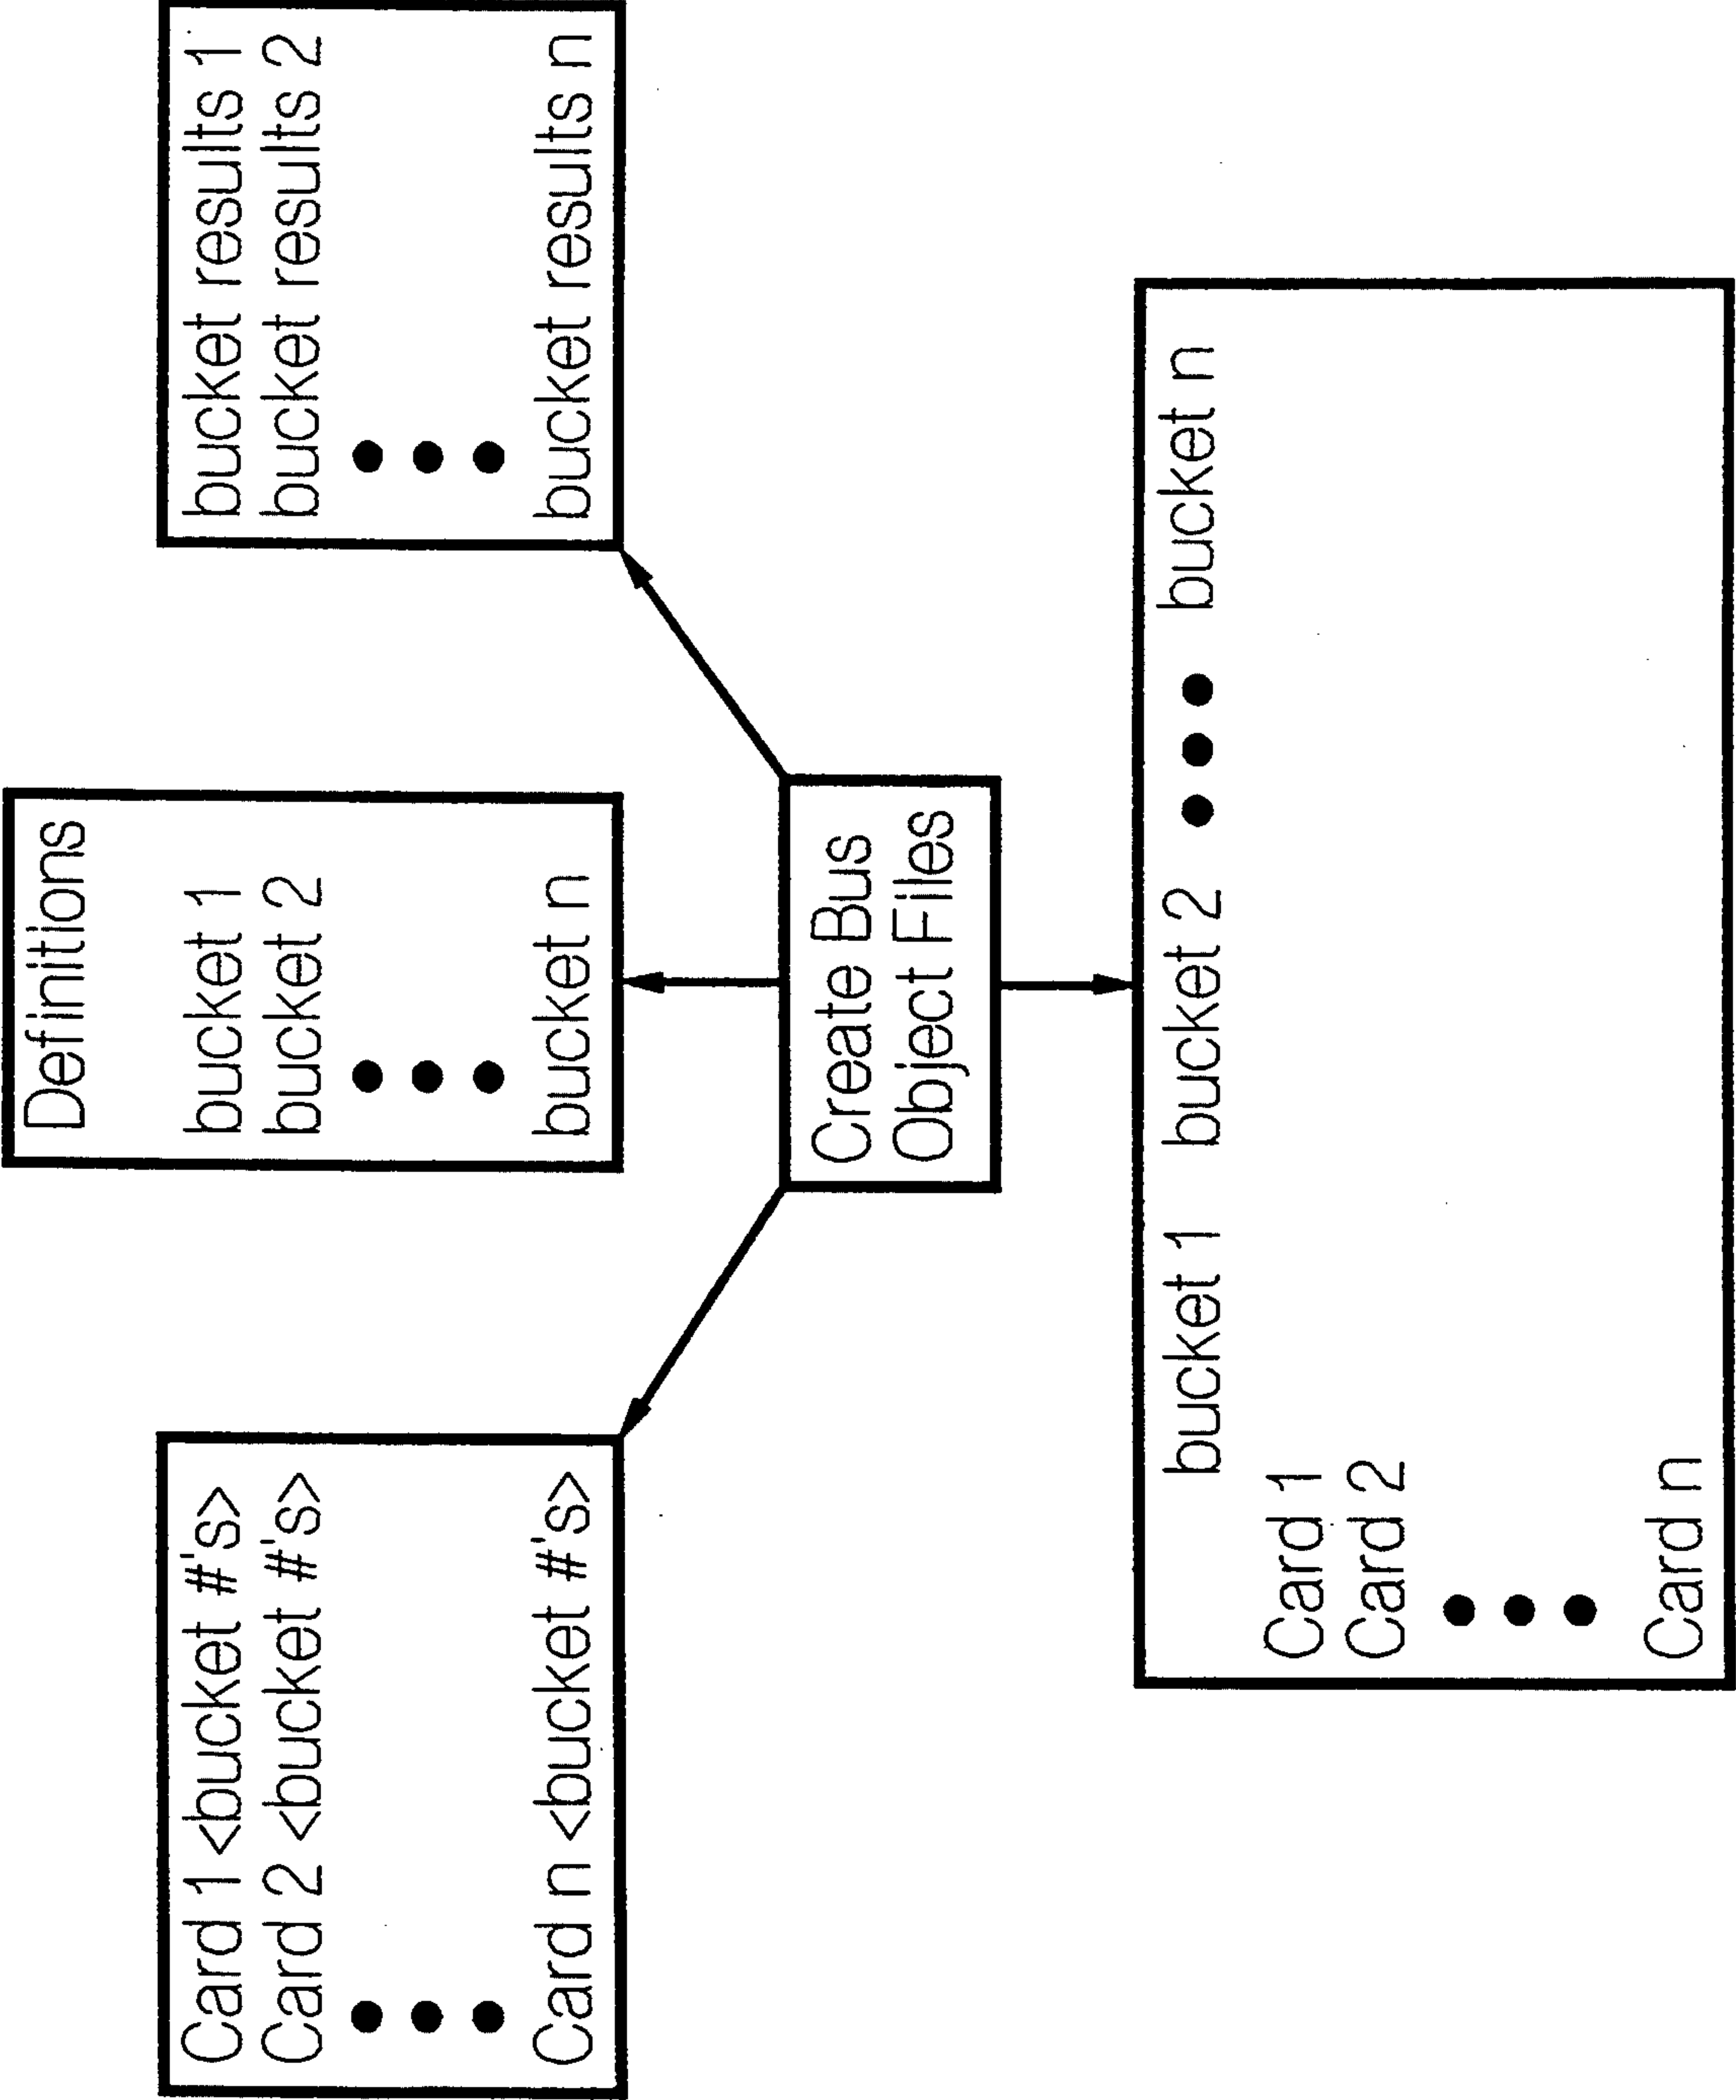 Definitions
bucket 1
bucket 2
bucket n
Card 1 <bucket #'s>
Card 2 <bucket #'s>
Card n <bucket #'s>
bucket results 1
bucket results 2
bucket results n
Create Bus
Object Files
bucket 1 bucket 2 ● ● ● bucket n
Card 1
Card 2
Card n